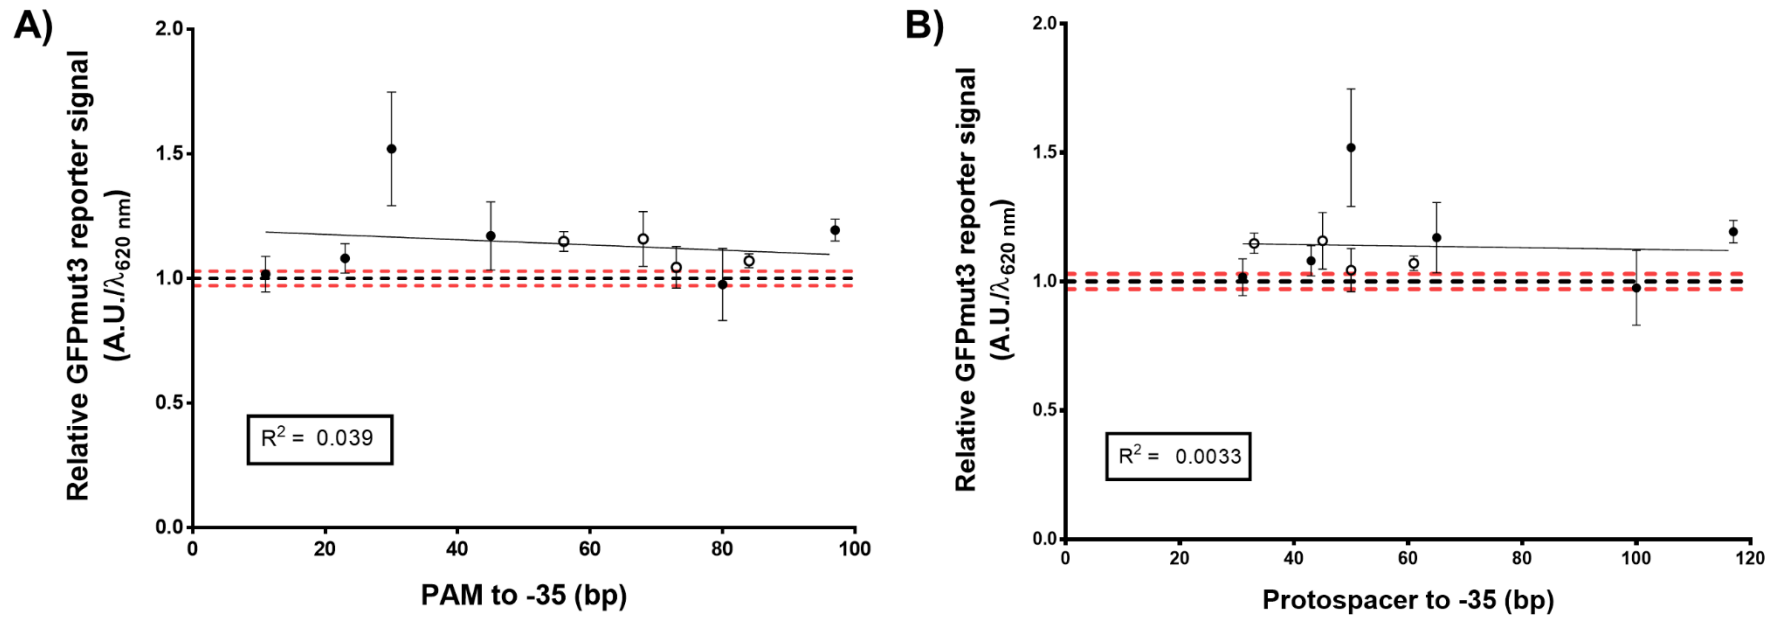 A)
Relative GFPmut3 reporter signal
(A.U./λ620 nm)
2.0
1.5
1.0
0.5
0.0
R2 = 0.039
0 20 40 60 80 100
PAM to -35 (bp)
B)
Relative GFPmut3 reporter signal
(A.U./λ620 nm)
2.0
1.5
1.0
0.5
0.0
R2 = 0.0033
0 20 40 60 80 100 120
Protospacer to -35 (bp)